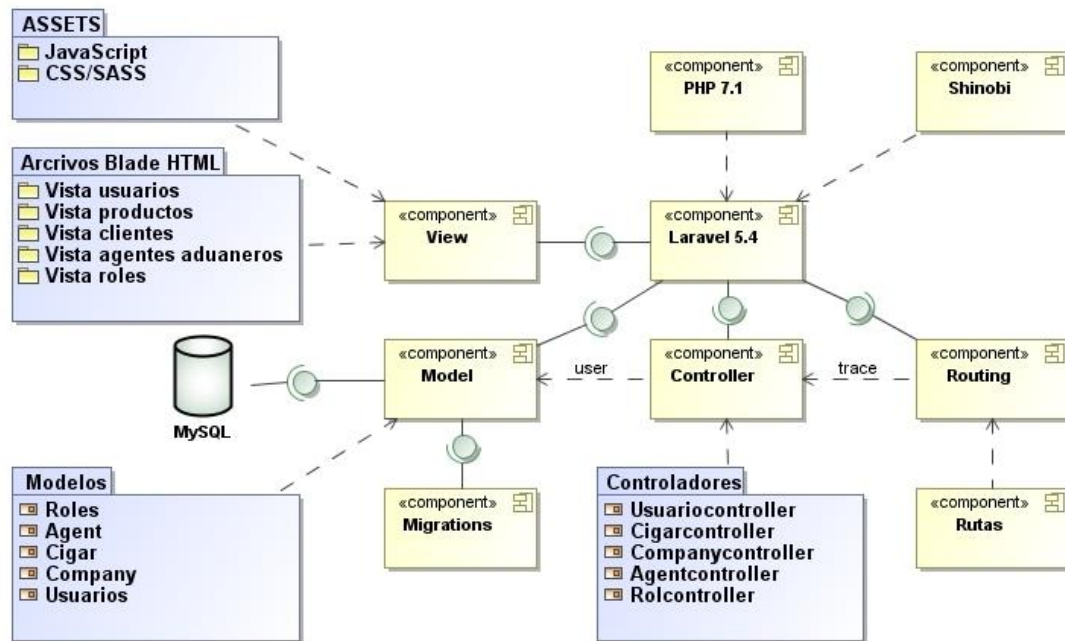 ASSETS
JavaScript
CSS/SASS
«component»
PHP 7.1
«component»
Shinobi
Arcrivos Blade HTML
Vista usuarios
Vista productos
Vista clientes
Vista agentes aduaneros
Vista roles
«component»
View
«component»
Laravel 5.4
MySQL
«component»
Model
user
«component»
Controller
trace
«component»
Routing
Modelos
Roles
Agent
Cigar
Company
Usuarios
«component»
Migrations
Controladores
Usuariocontroller
Cigarcontroller
Companycontroller
Agentcontroller
Rolcontroller
«component»
Rutas